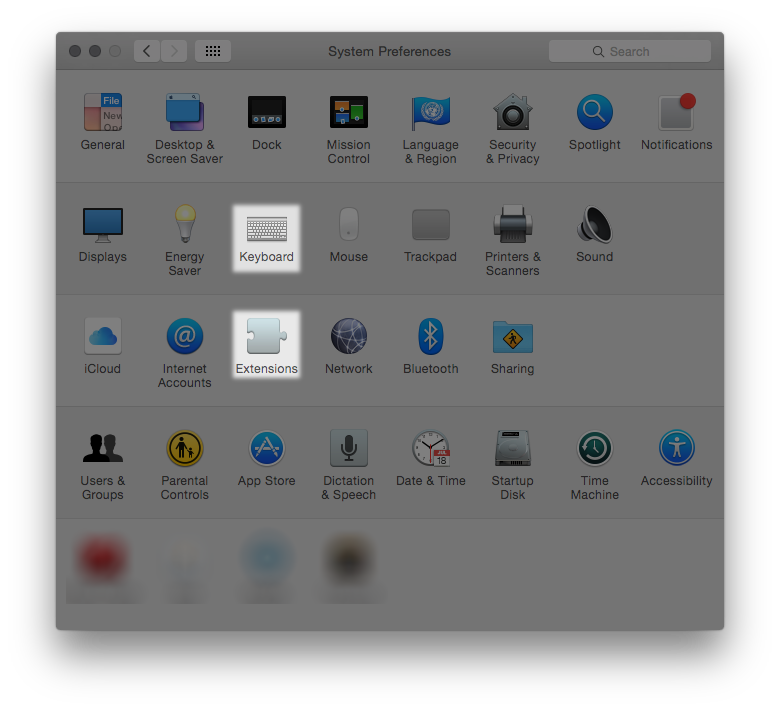 System Preferences
Search
File
New
General
Desktop &
Screen Saver
Dock
Mission
Control
Language
& Region
Security
& Privacy
Spotlight
Notifications
Displays
Energy
Saver
Keyboard
Mouse
Trackpad
Printers &
Scanners
Sound
iCloud
@
Internet
Accounts
Extensions
Network
Bluetooth
Sharing
Users &
Groups
Parental
Controls
App Store
Dictation
& Speech
JUL
18
Date & Time
Startup
Disk
Time
Machine
Accessibility